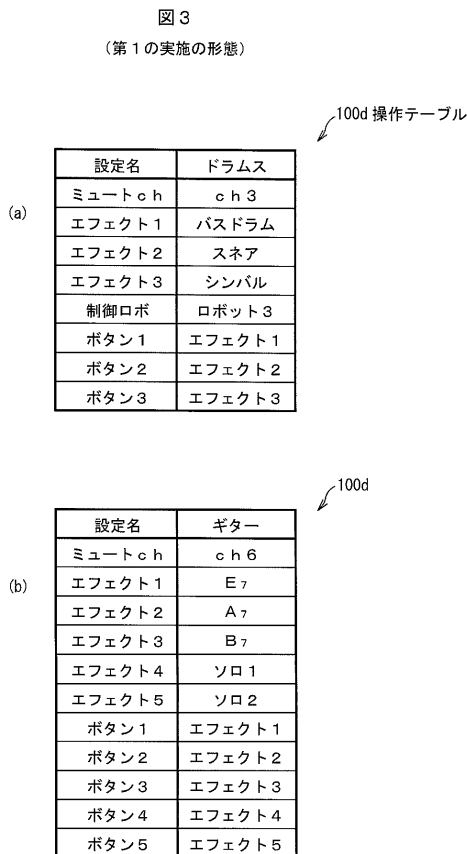 図３
（第１の実施の形態）
100d 操作テーブル
(a)
設定名 ドラムス
ミュートｃｈ ｃｈ３
エフェクト１ バスドラム
エフェクト２ スネア
エフェクト３ シンバル
制御ロボ ロボット３
ボタン１ エフェクト１
ボタン２ エフェクト２
ボタン３ エフェクト３
100d
(b)
設定名 ギター
ミュートch ｃｈ６
エフェクト１ Ｅ７
エフェクト２ Ａ７
エフェクト３ Ｂ７
エフェクト４ ソロ１
エフェクト５ ソロ２
ボタン１ エフェクト１
ボタン２ エフェクト２
ボタン３ エフェクト３
ボタン４ エフェクト４
ボタン５ エフェクト５